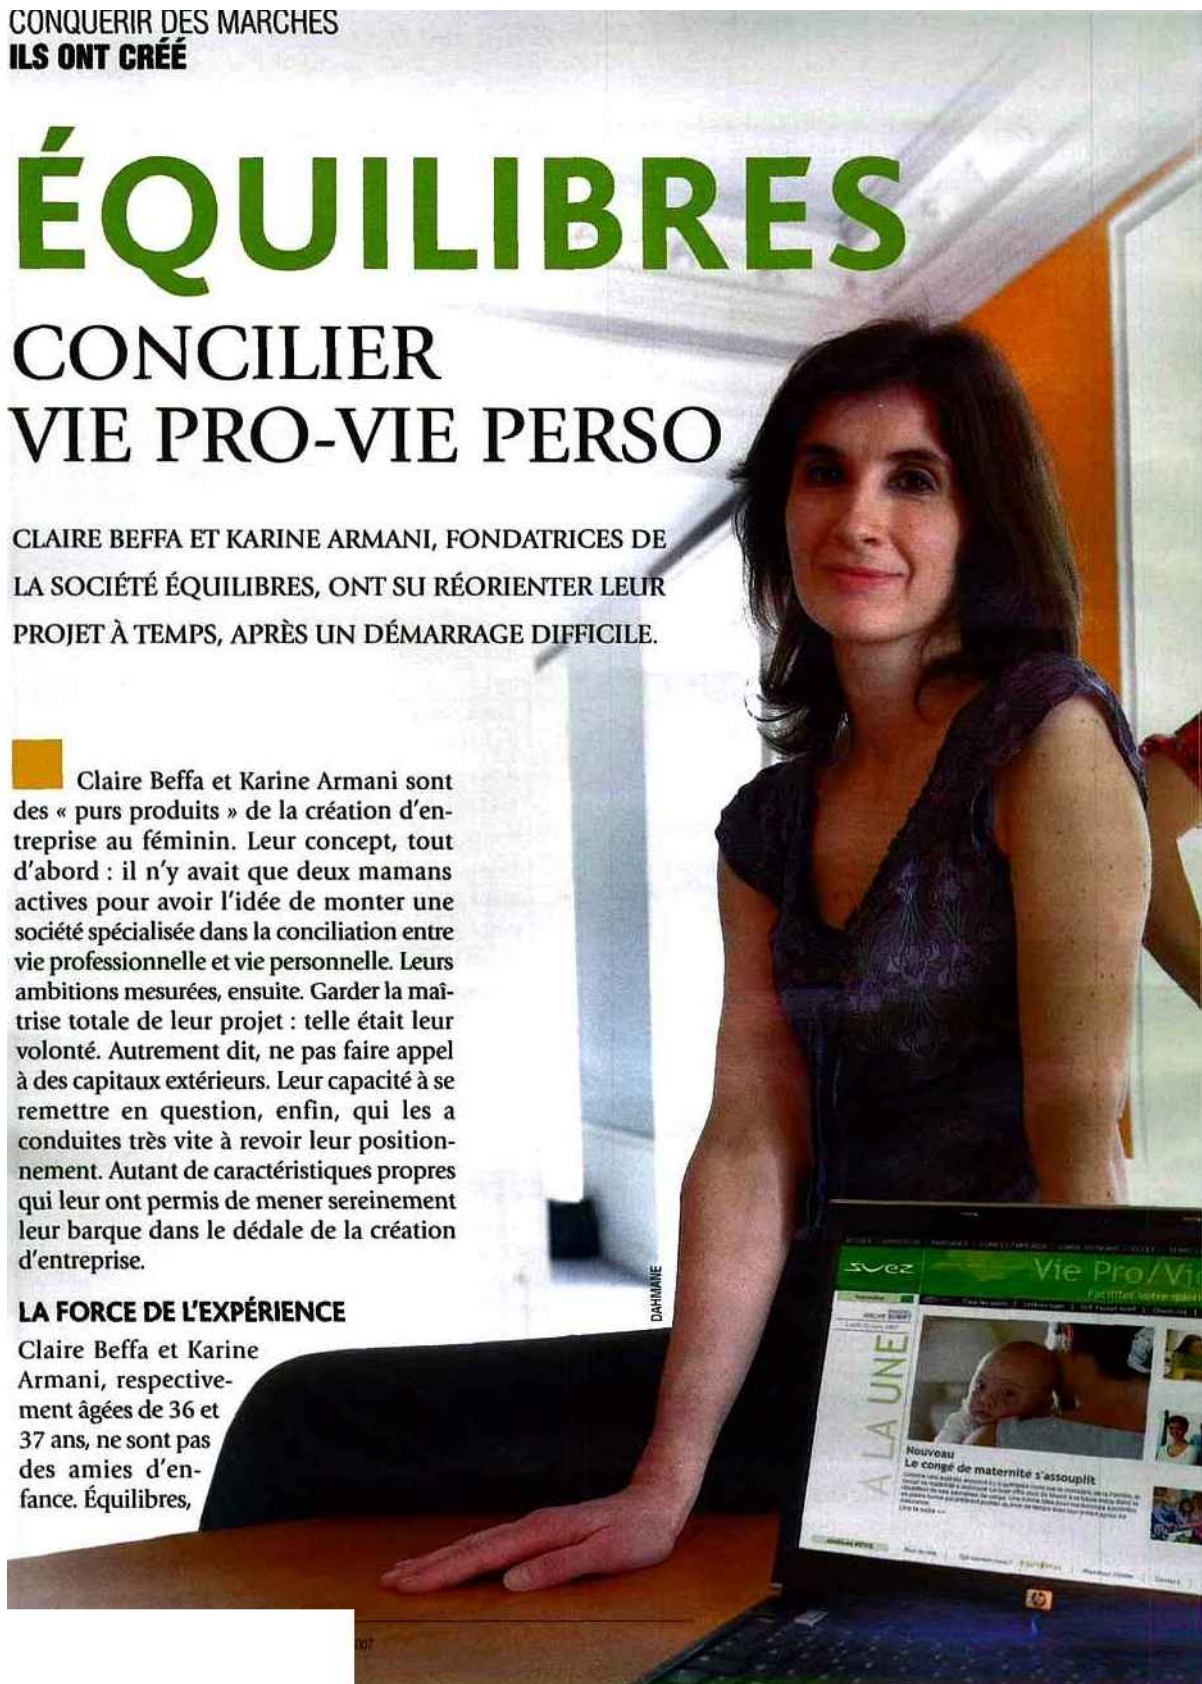 CONQUERIR DES MARCHES
ILS ONT CRÉÉ
ÉQUILIBRES
CONCILIER
VIE PRO-VIE PERSO
CLAIRE BEFFA ET KARINE ARMANI, FONDATRICES DE
LA SOCIÉTÉ ÉQUILIBRES, ONT SU RÉORIENTER LEUR
PROJET À TEMPS, APRÈS UN DÉMARRAGE DIFFICILE.
Claire Beffa et Karine Armani sont
des « purs produits » de la création d'en-
treprise au féminin. Leur concept, tout
d'abord : il n'y avait que deux mamans
actives pour avoir l'idée de monter une
société spécialisée dans la conciliation entre
vie professionnelle et vie personnelle. Leurs
ambitions mesurées, ensuite. Garder la maî-
trise totale de leur projet : telle était leur
volonté. Autrement dit, ne pas faire appel
à des capitaux extérieurs. Leur capacité à se
remettre en question, enfin, qui les a
conduites très vite à revoir leur position-
nement. Autant de caractéristiques propres
qui leur ont permis de mener sereinement
leur barque dans le dédale de la création
d'entreprise.
LA FORCE DE L'EXPÉRIENCE
Claire Beffa et Karine
Armani, respective-
ment âgées de 36 et
37 ans, ne sont pas
des amies d'en-
fance. Équilibres,
DAHMANE
suez
Vie Pro/Vi
Faciliter votre
A LA UNE
Nouveau
Le congé de maternité s'assouplit
Lire la suite
hp
007